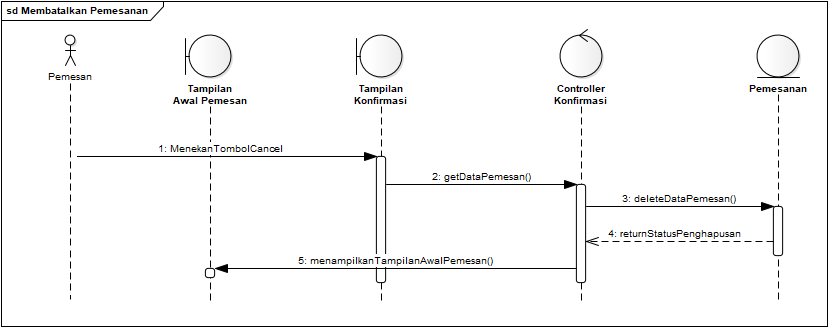 sd Membatalkan Pemesanan
Pemesan
Tampilan
Awal Pemesan
Tampilan
Konfirmasi
Controller
Konfirmasi
Pemesanan
1: MenekanTombolCancel
2: getDataPemesan()
3: deleteDataPemesan()
4: returnStatusPenghapusan
5: menampilkanTampilanAwalPemesan()